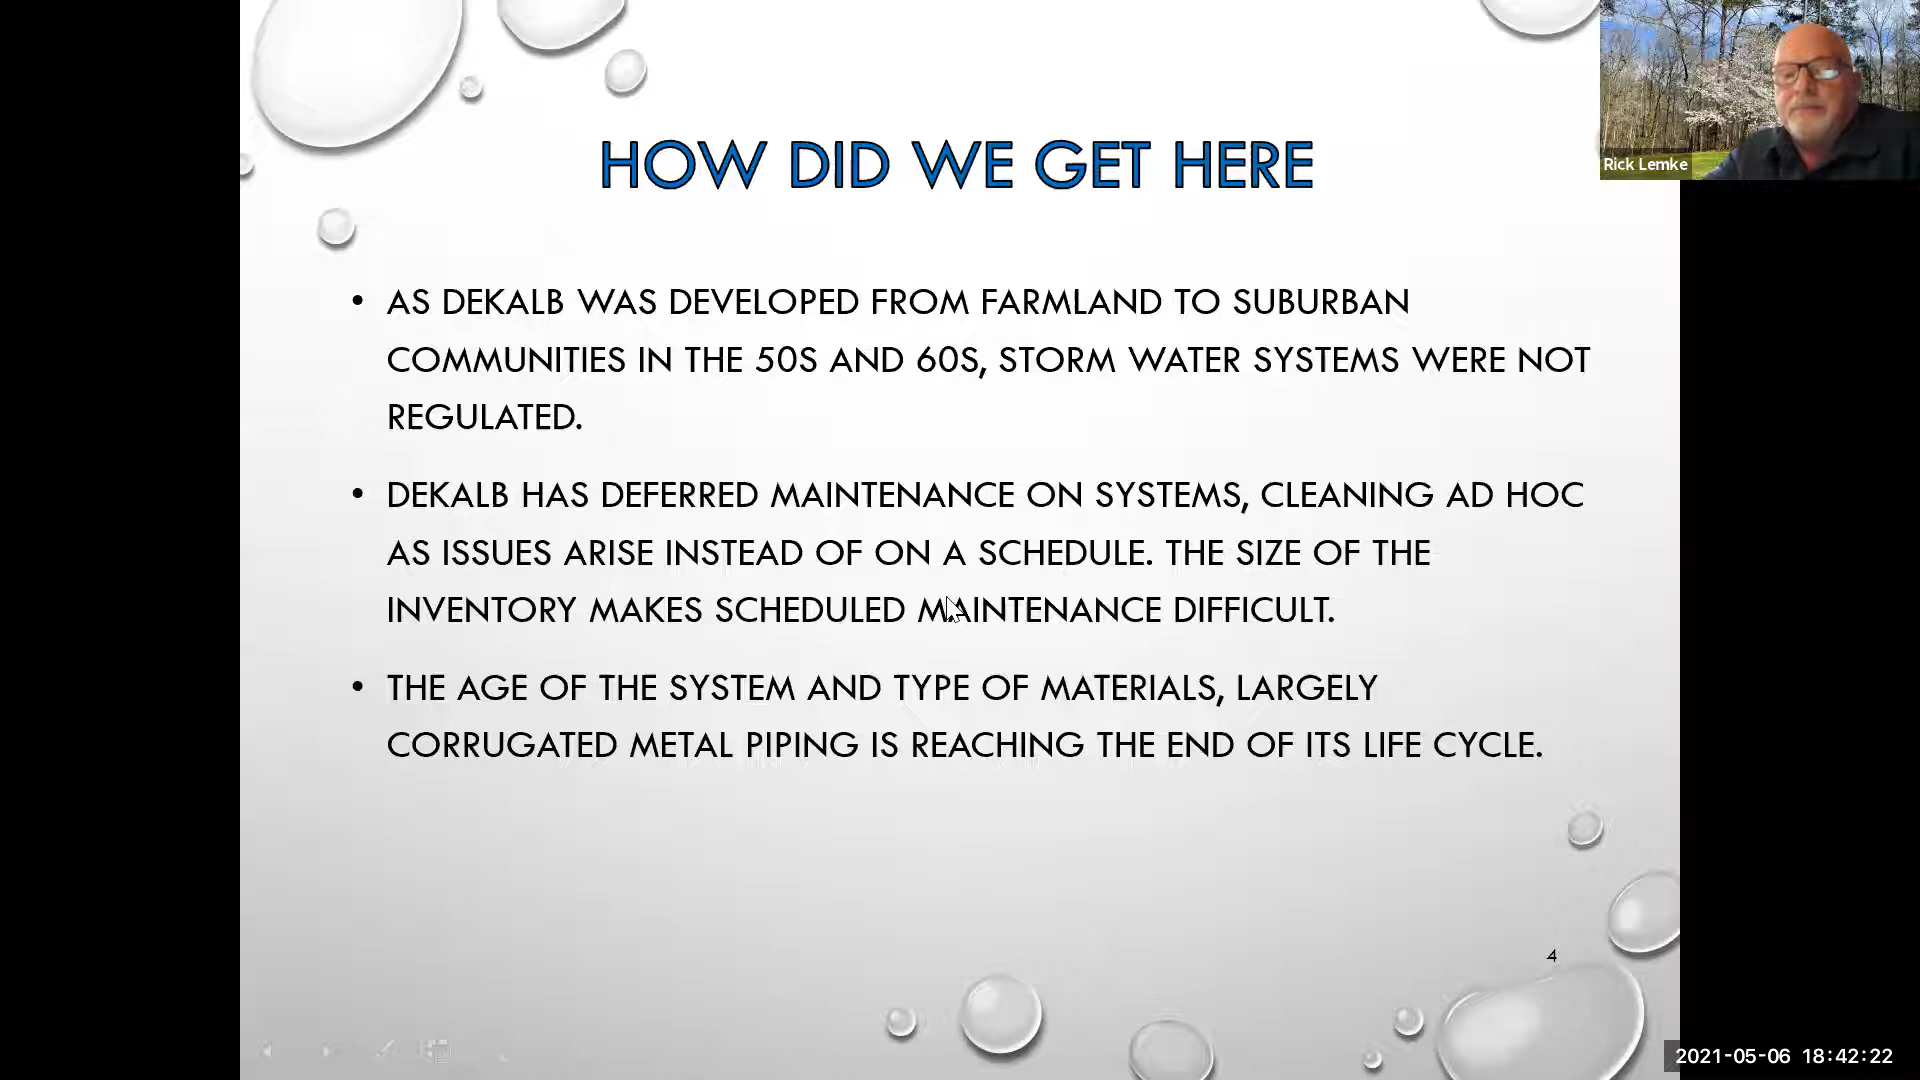 HOW DID WE GET HERE
Rick Lemke
• AS DEKALB WAS DEVELOPED FROM FARMLAND TO SUBURBAN
COMMUNITIES IN THE 50S AND 60S, STORM WATER SYSTEMS WERE NOT
REGULATED.
• DEKALB HAS DEFERRED MAINTENANCE ON SYSTEMS, CLEANING AD HOC
AS ISSUES ARISE INSTEAD OF ON A SCHEDULE. THE SIZE OF THE
INVENTORY MAKES SCHEDULED MAINTENANCE DIFFICULT.
• THE AGE OF THE SYSTEM AND TYPE OF MATERIALS, LARGELY
CORRUGATED METAL PIPING IS REACHING THE END OF ITS LIFE CYCLE.
4
2021-05-06 18:42:22